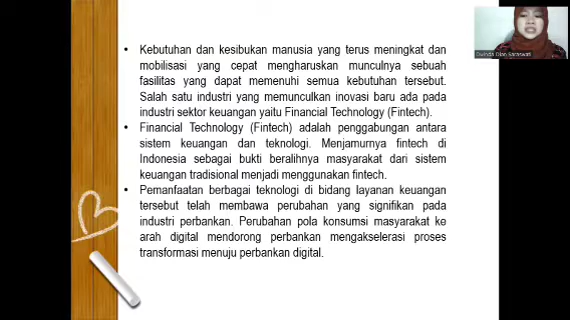 • Kebutuhan dan kesibukan manusia yang terus meningkat dan
mobilisasi yang cepat mengharuskan munculnya sebuah
fasilitas yang dapat memenuhi semua kebutuhan tersebut.
Salah satu industri yang memunculkan inovasi baru ada pada
industri sektor keuangan yaitu Financial Technology (Fintech).
• Financial Technology (Fintech) adalah penggabungan antara
sistem keuangan dan teknologi. Menjamurnya fintech di
Indonesia sebagai bukti beralihnya masyarakat dari sistem
keuangan tradisional menjadi menggunakan fintech.
• Pemanfaatan berbagai teknologi di bidang layanan keuangan
tersebut telah membawa perubahan yang signifikan pada
industri perbankan. Perubahan pola konsumsi masyarakat ke
arah digital mendorong perbankan mengakselerasi proses
transformasi menuju perbankan digital.
Dwinda Dian Saraswati